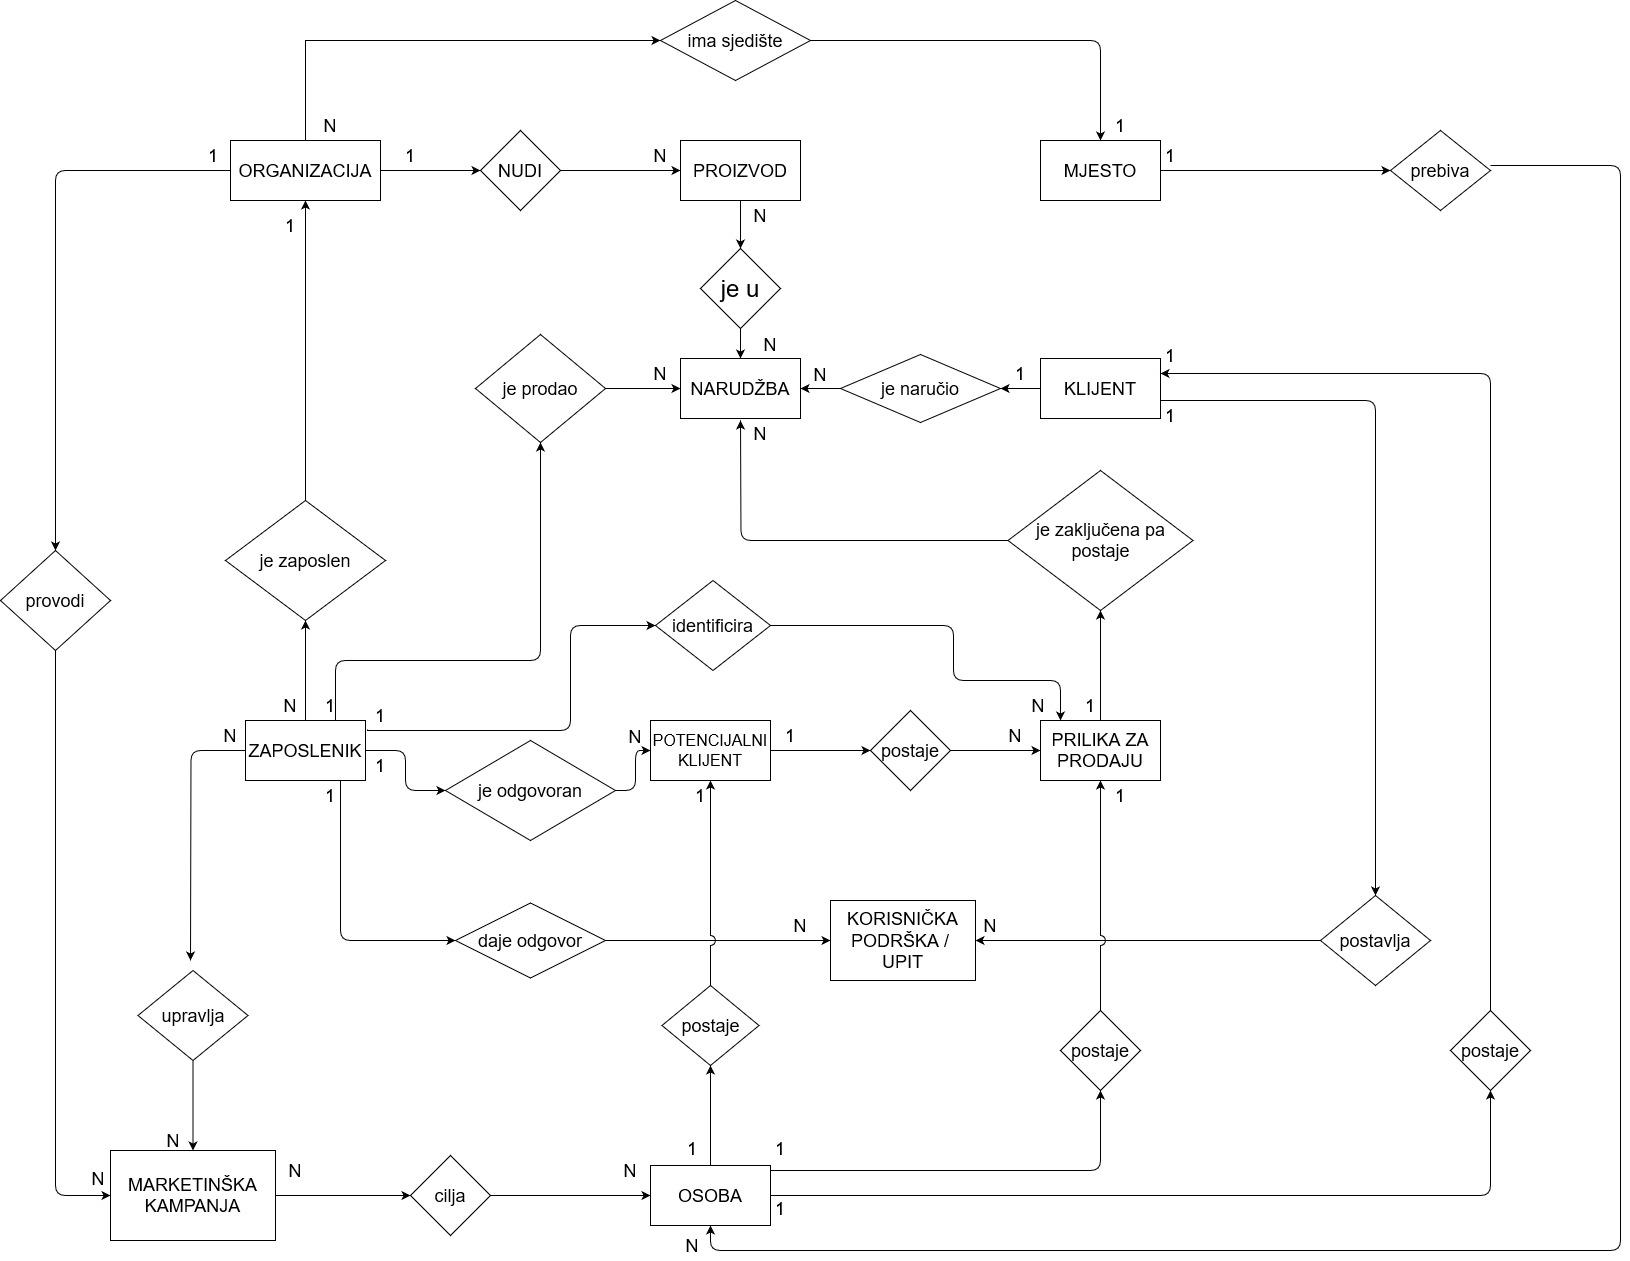 ima sjedište
N
1
1
ORGANIZACIJA
1
NUDI
N
PROIZVOD
MJESTO
1
prebiva
1
N
je u
N
je prodao
N
NARUDŽBA
N
je naručio
1
KLIJENT
1
1
N
je zaključena pa
postaje
je zaposlen
provodi
identificira
N
1
1
N
1
N
ZAPOSLENIK
1
je odgovoran
N
POTENCIJALNI
KLIJENT
1
postaje
N
PRILIKA ZA
PRODAJU
1
1
1
daje odgovor
N
KORISNIČKA
PODRŠKA /
UPIT
N
postavlja
upravlja
postaje
postaje
postaje
N
N
MARKETINŠKA
KAMPANJA
N
cilja
N
1
1
OSOBA
1
N